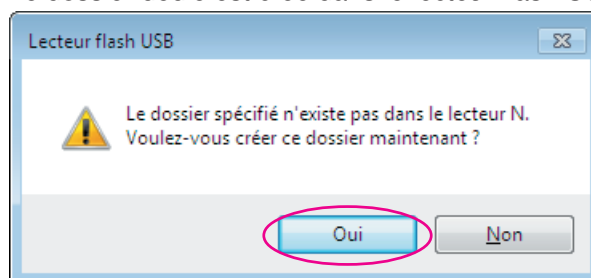 Lecteur flash USB
Le dossier spécifié n'existe pas dans le lecteur N.
Voulez-vous créer ce dossier maintenant ?
Oui
Non